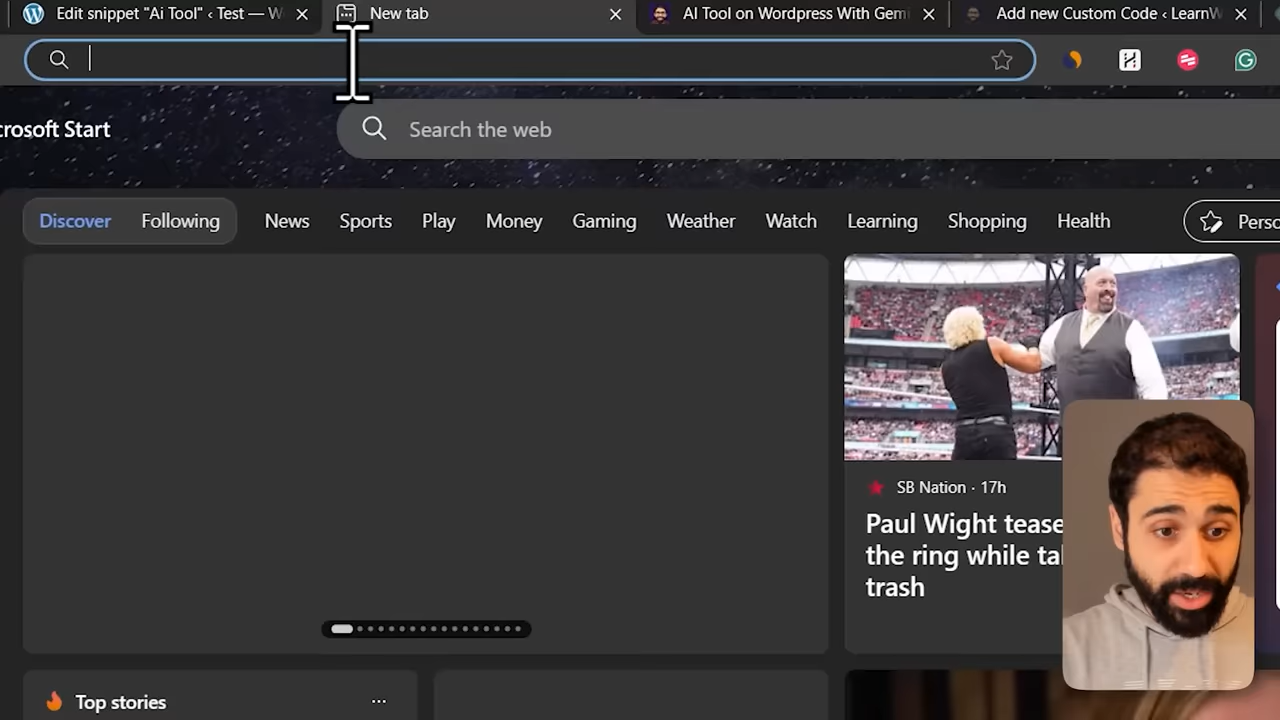 Edit snippet "Ai Tool" ‹ Test — W
New tab
AI Tool on Wordpress With Gemi
Add new Custom Code ‹ LearnW
crosoft Start
Search the web
Discover
Following
News
Sports
Play
Money
Gaming
Weather
Watch
Learning
Shopping
Health
Perso
SB Nation · 17h
Paul Wight tease
the ring while tal
trash
Top stories